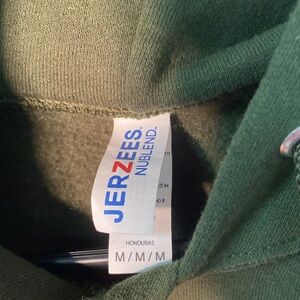 JERZEES
NUBLEND.
HONDURAS
M/M/M